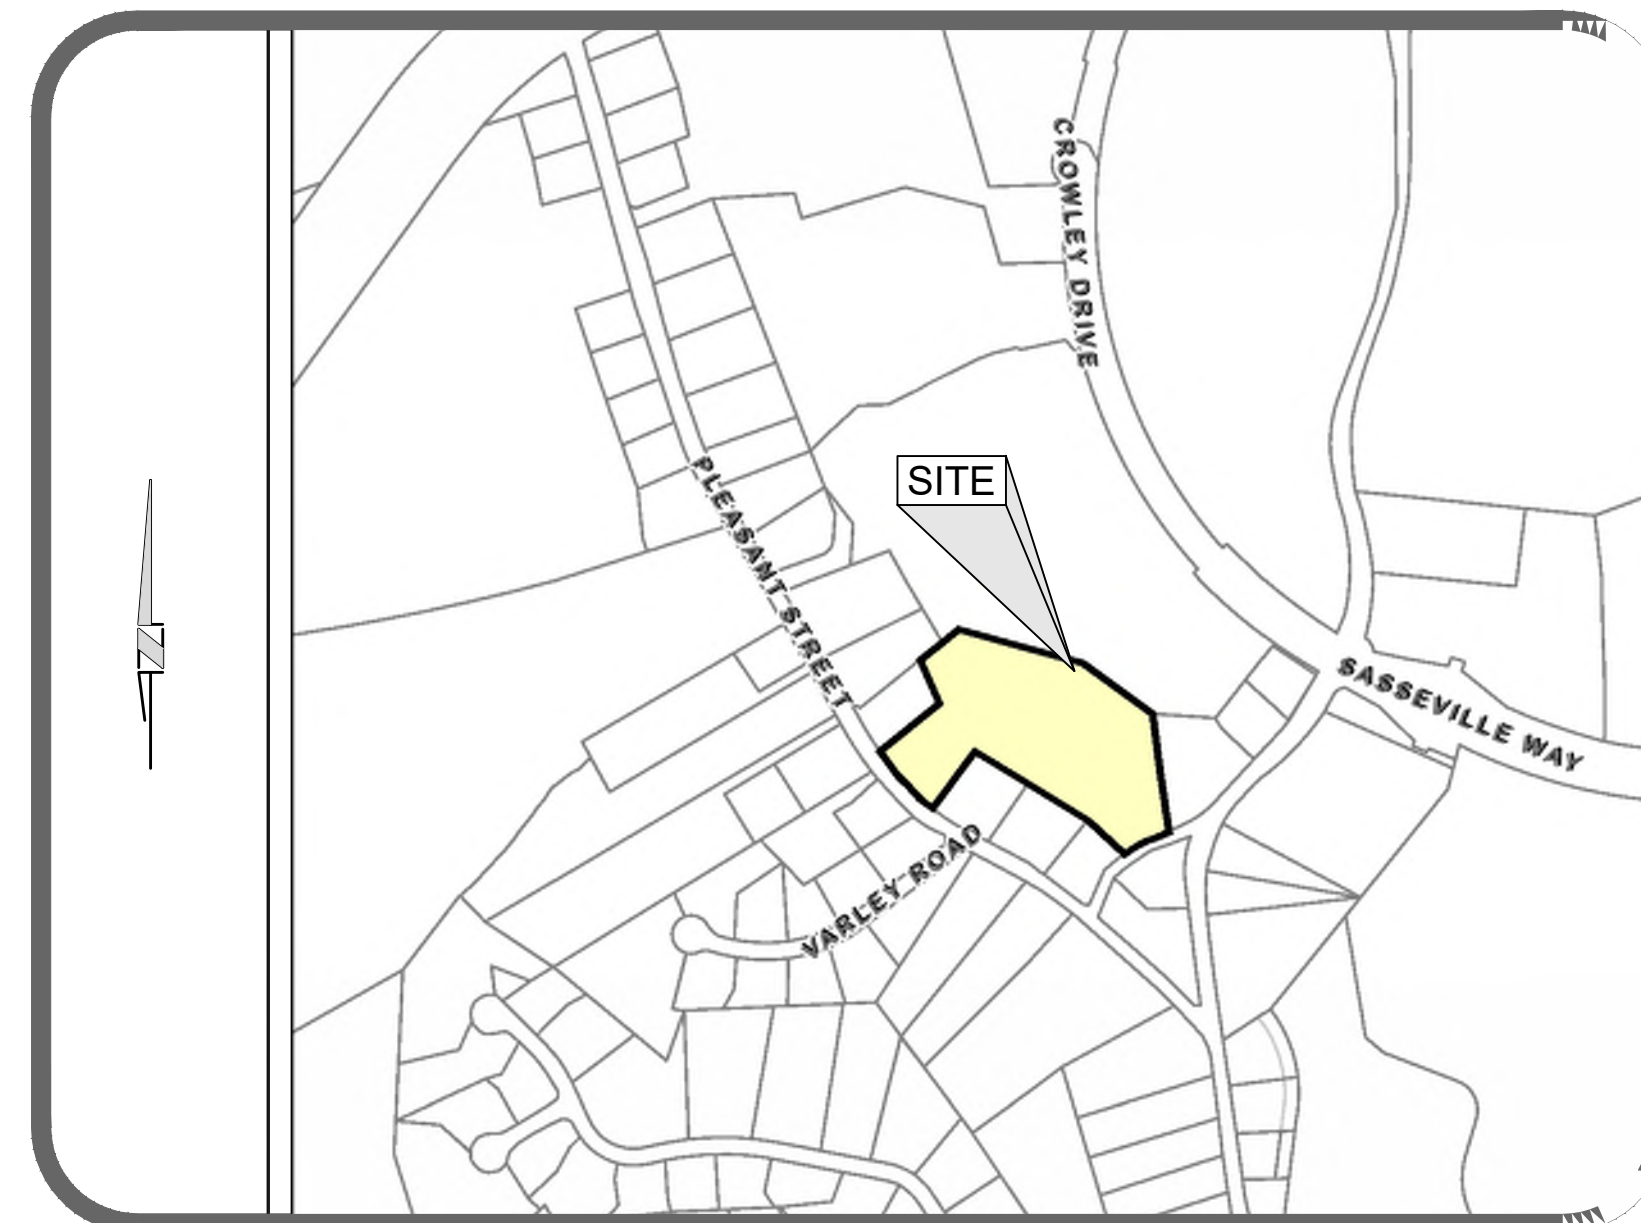 CROWLEY DRIVE
SITE
PLEASANT STREET
SASSEVILLE WAY
VARLEY ROAD
N